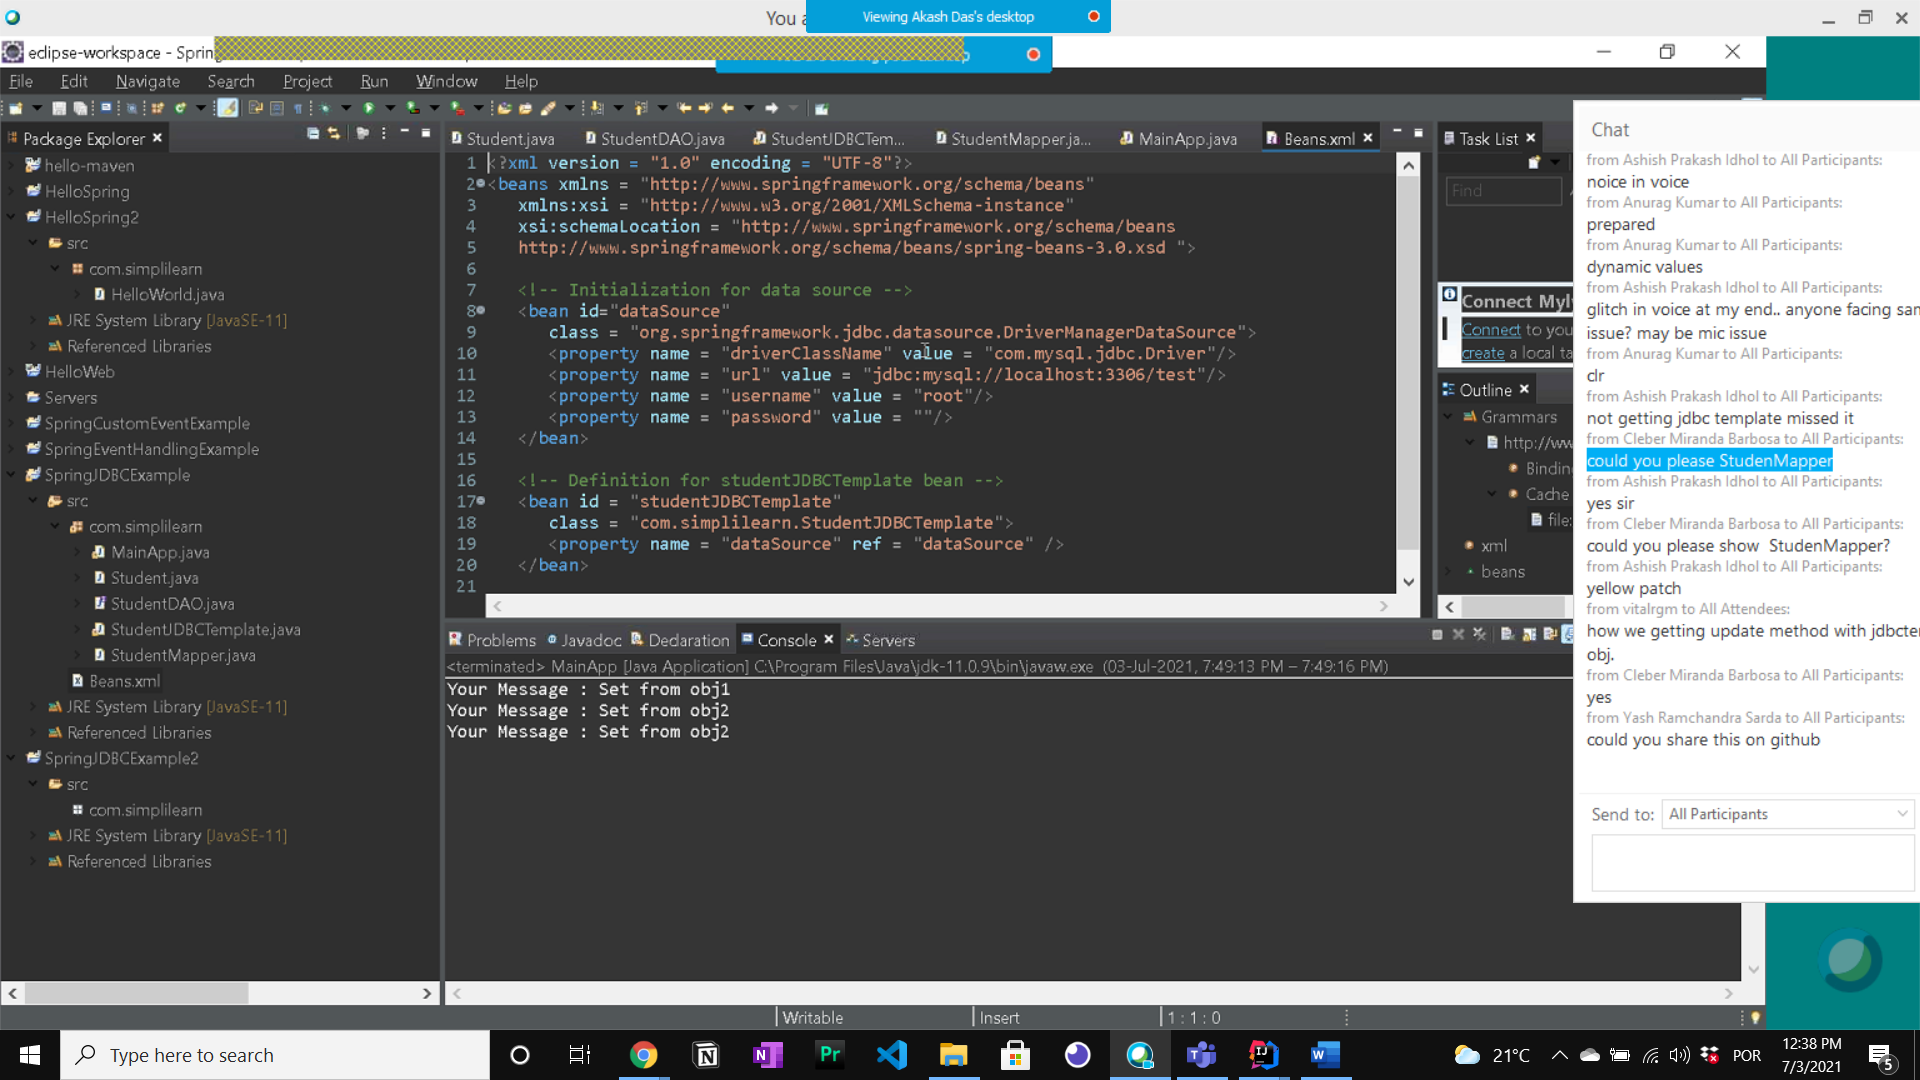 You a
Viewing Akash Das's desktop
eclipse-workspace - Spring
File Edit Navigate Search Project Run Window Help
Package Explorer
hello-maven
HelloSpring
HelloSpring2
src
com.simplilearn
HelloWorld.java
JRE System Library [JavaSE-11]
Referenced Libraries
HelloWeb
Servers
SpringCustomEventExample
SpringEventHandlingExample
SpringJDBCExample
src
com.simplilearn
MainApp.java
Student.java
StudentDAO.java
StudentJDBCTemplate.java
StudentMapper.java
Beans.xml
JRE System Library [JavaSE-11]
Referenced Libraries
SpringJDBCExample2
src
com.simplilearn
JRE System Library [JavaSE-11]
Referenced Libraries
Student.java StudentDAO.java StudentJDBCTem... StudentMapper.ja... MainApp.java Beans.xml
1 <?xml version = "1.0" encoding = "UTF-8"?>
2 <beans xmlns = "http://www.springframework.org/schema/beans"
3 xmlns:xsi = "http://www.w3.org/2001/XMLSchema-instance"
4 xsi:schemaLocation = "http://www.springframework.org/schema/beans
5 http://www.springframework.org/schema/beans/spring-beans-3.0.xsd ">
6
7 <!-- Initialization for data source -->
8 <bean id="dataSource"
9 class = "org.springframework.jdbc.datasource.DriverManagerDataSource">
10 <property name = "driverClassName" value = "com.mysql.jdbc.Driver"/>
11 <property name = "url" value = "jdbc:mysql://localhost:3306/test"/>
12 <property name = "username" value = "root"/>
13 <property name = "password" value = ""/>
14 </bean>
15
16 <!-- Definition for studentJDBCTemplate bean -->
17 <bean id = "studentJDBCTemplate"
18 class = "com.simplilearn.StudentJDBCTemplate">
19 <property name = "dataSource" ref = "dataSource" />
20 </bean>
21
Task List
Find
Connect Myl
Connect to you
create a local ta
Outline
Grammars
http://ww
Bindin
Cache
file:
xml
beans
Problems Javadoc Declaration Console Servers
<terminated> MainApp [Java Application] C:\Program Files\Java\jdk-11.0.9\bin\javaw.exe (03-Jul-2021, 7:49:13 PM – 7:49:16 PM)
Your Message : Set from obj1
Your Message : Set from obj2
Your Message : Set from obj2
Writable Insert 1 : 1 : 0
Chat
from Ashish Prakash Idhol to All Participants:
noice in voice
from Anurag Kumar to All Participants:
prepared
from Anurag Kumar to All Participants:
dynamic values
from Ashish Prakash Idhol to All Participants:
glitch in voice at my end.. anyone facing san
issue? may be mic issue
from Anurag Kumar to All Participants:
clr
from Ashish Prakash Idhol to All Participants:
not getting jdbc template missed it
from Cleber Miranda Barbosa to All Participants:
could you please StudenMapper
from Ashish Prakash Idhol to All Participants:
yes sir
from Cleber Miranda Barbosa to All Participants:
could you please show StudenMapper?
from Ashish Prakash Idhol to All Participants:
yellow patch
from vitalrgm to All Attendees:
how we getting update method with jdbcter
obj.
from Cleber Miranda Barbosa to All Participants:
yes
from Yash Ramchandra Sarda to All Participants:
could you share this on github
Send to: All Participants
Type here to search
21°C
POR
12:38 PM
7/3/2021
5